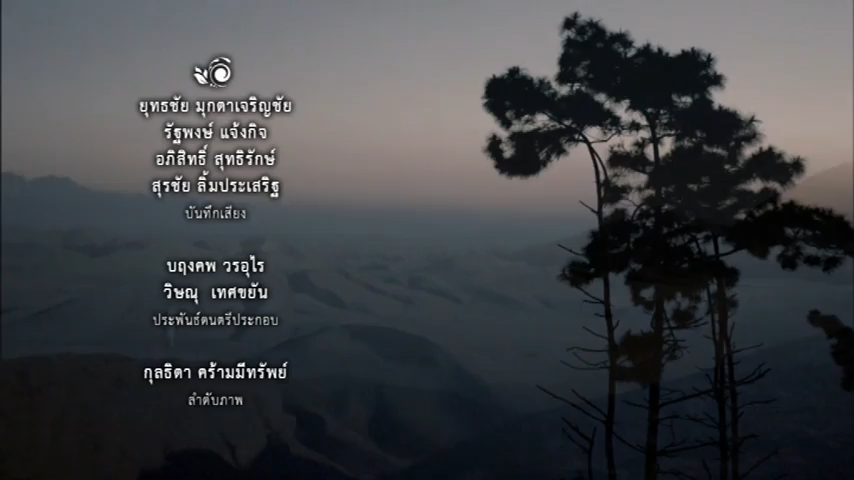 ยุทธชัย มุกดาเจริญชัย
รัฐพงษ์ แจ้งกิจ
อภิสิทธิ์ สุทธิรักษ์
สุรชัย ลิ้มประเสริฐ
บันทึกเสียง
บฤงคพ วรอุไร
วิษณุ เทศขยัน
ประพันธ์ดนตรีประกอบ
กุลธิดา คร้ามมีทรัพย์
ลำดับภาพ